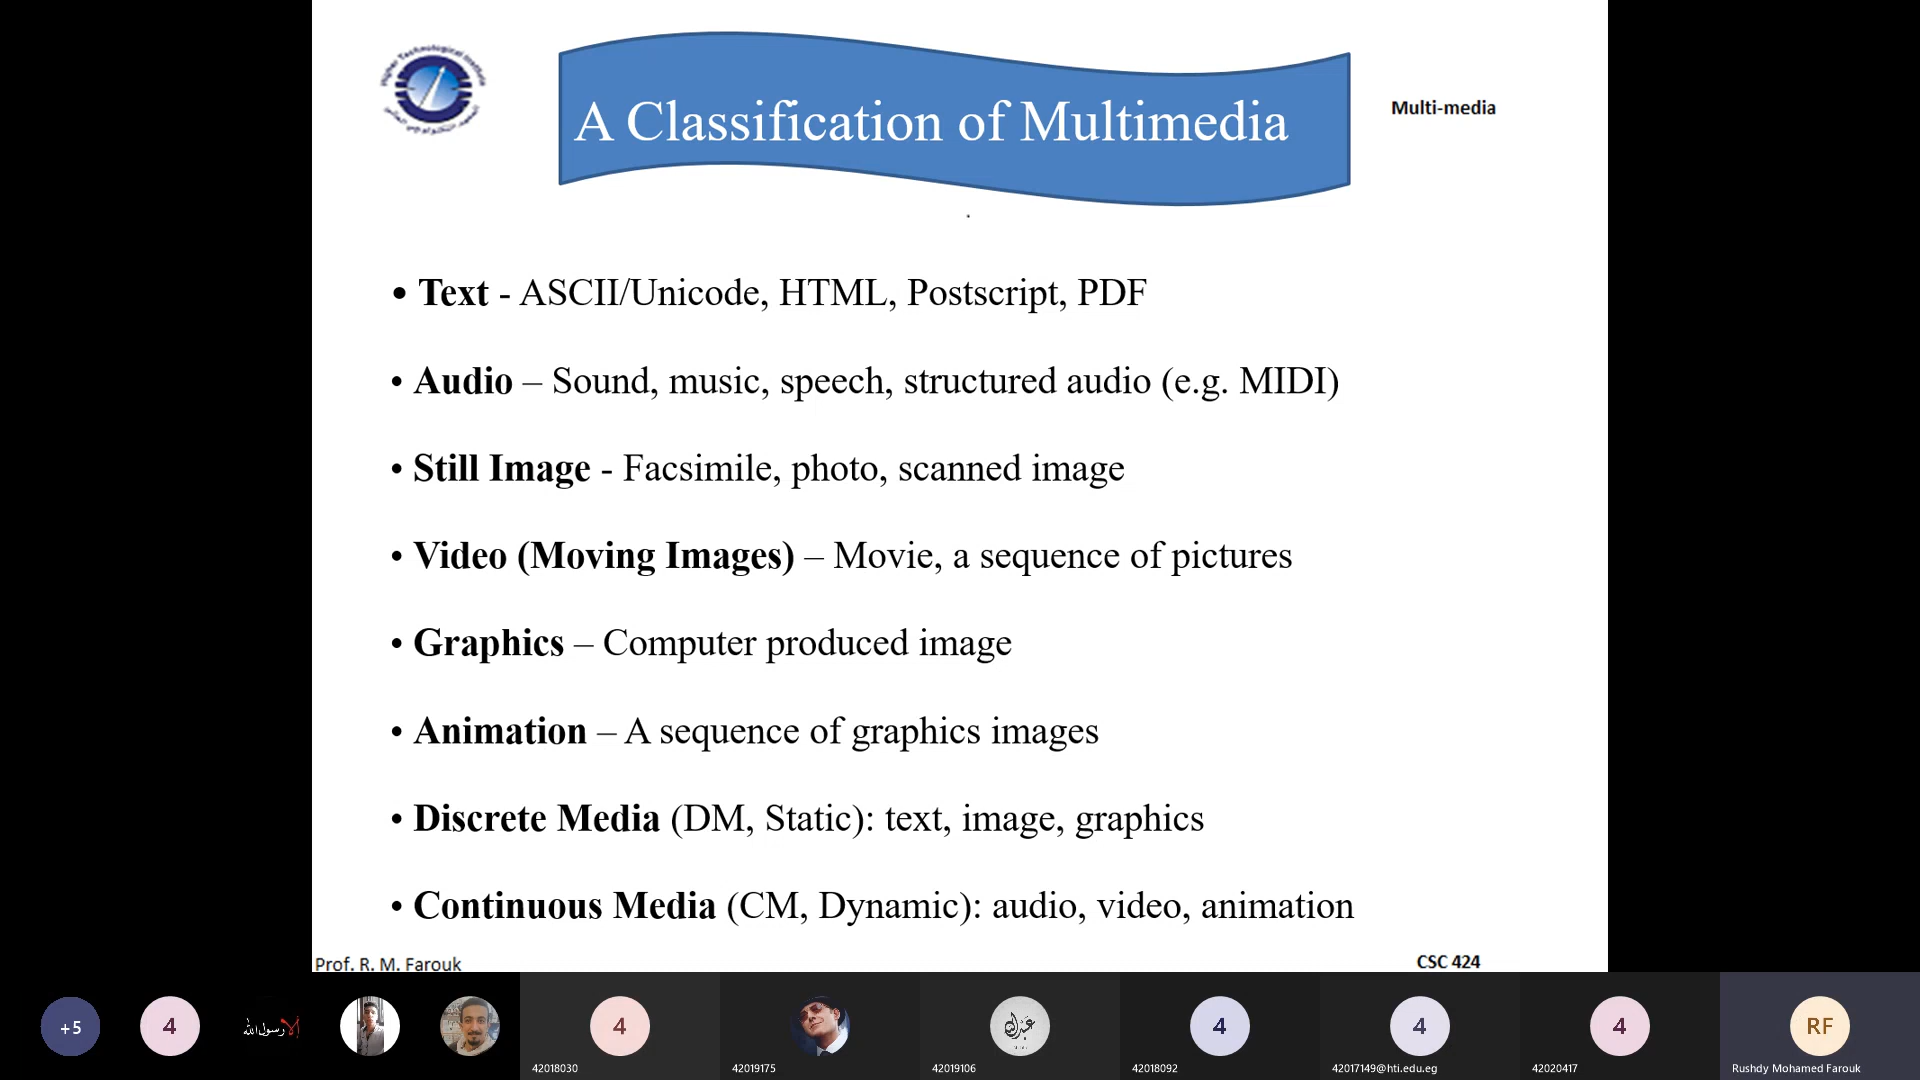 Higher Technological Institute
A Classification of Multimedia
Multi-media
• Text - ASCII/Unicode, HTML, Postscript, PDF
• Audio – Sound, music, speech, structured audio (e.g. MIDI)
• Still Image - Facsimile, photo, scanned image
• Video (Moving Images) – Movie, a sequence of pictures
• Graphics – Computer produced image
• Animation – A sequence of graphics images
• Discrete Media (DM, Static): text, image, graphics
• Continuous Media (CM, Dynamic): audio, video, animation
Prof. R. M. Farouk
CSC 424
+5
4
إلا رسول الله
4
4
4
4
RF
42018030
42019175
42019106
42018092
42017149@hti.edu.eg
42020417
Rushdy Mohamed Farouk